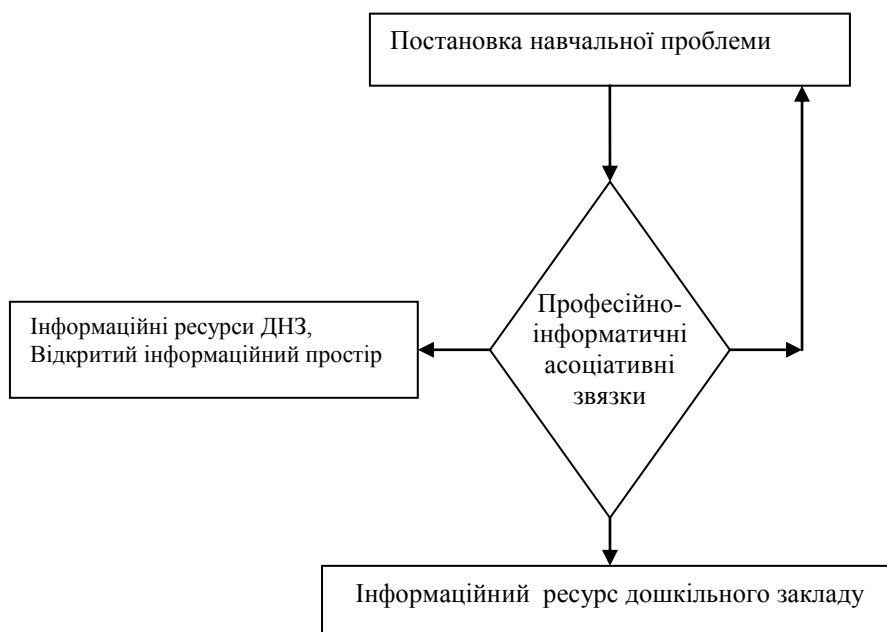 Постановка навчальної проблеми
Професійно-
інформатичні
асоціативні
звязки
Інформаційні ресурси ДНЗ,
Відкритий інформаційний простір
Інформаційний ресурс дошкільного закладу